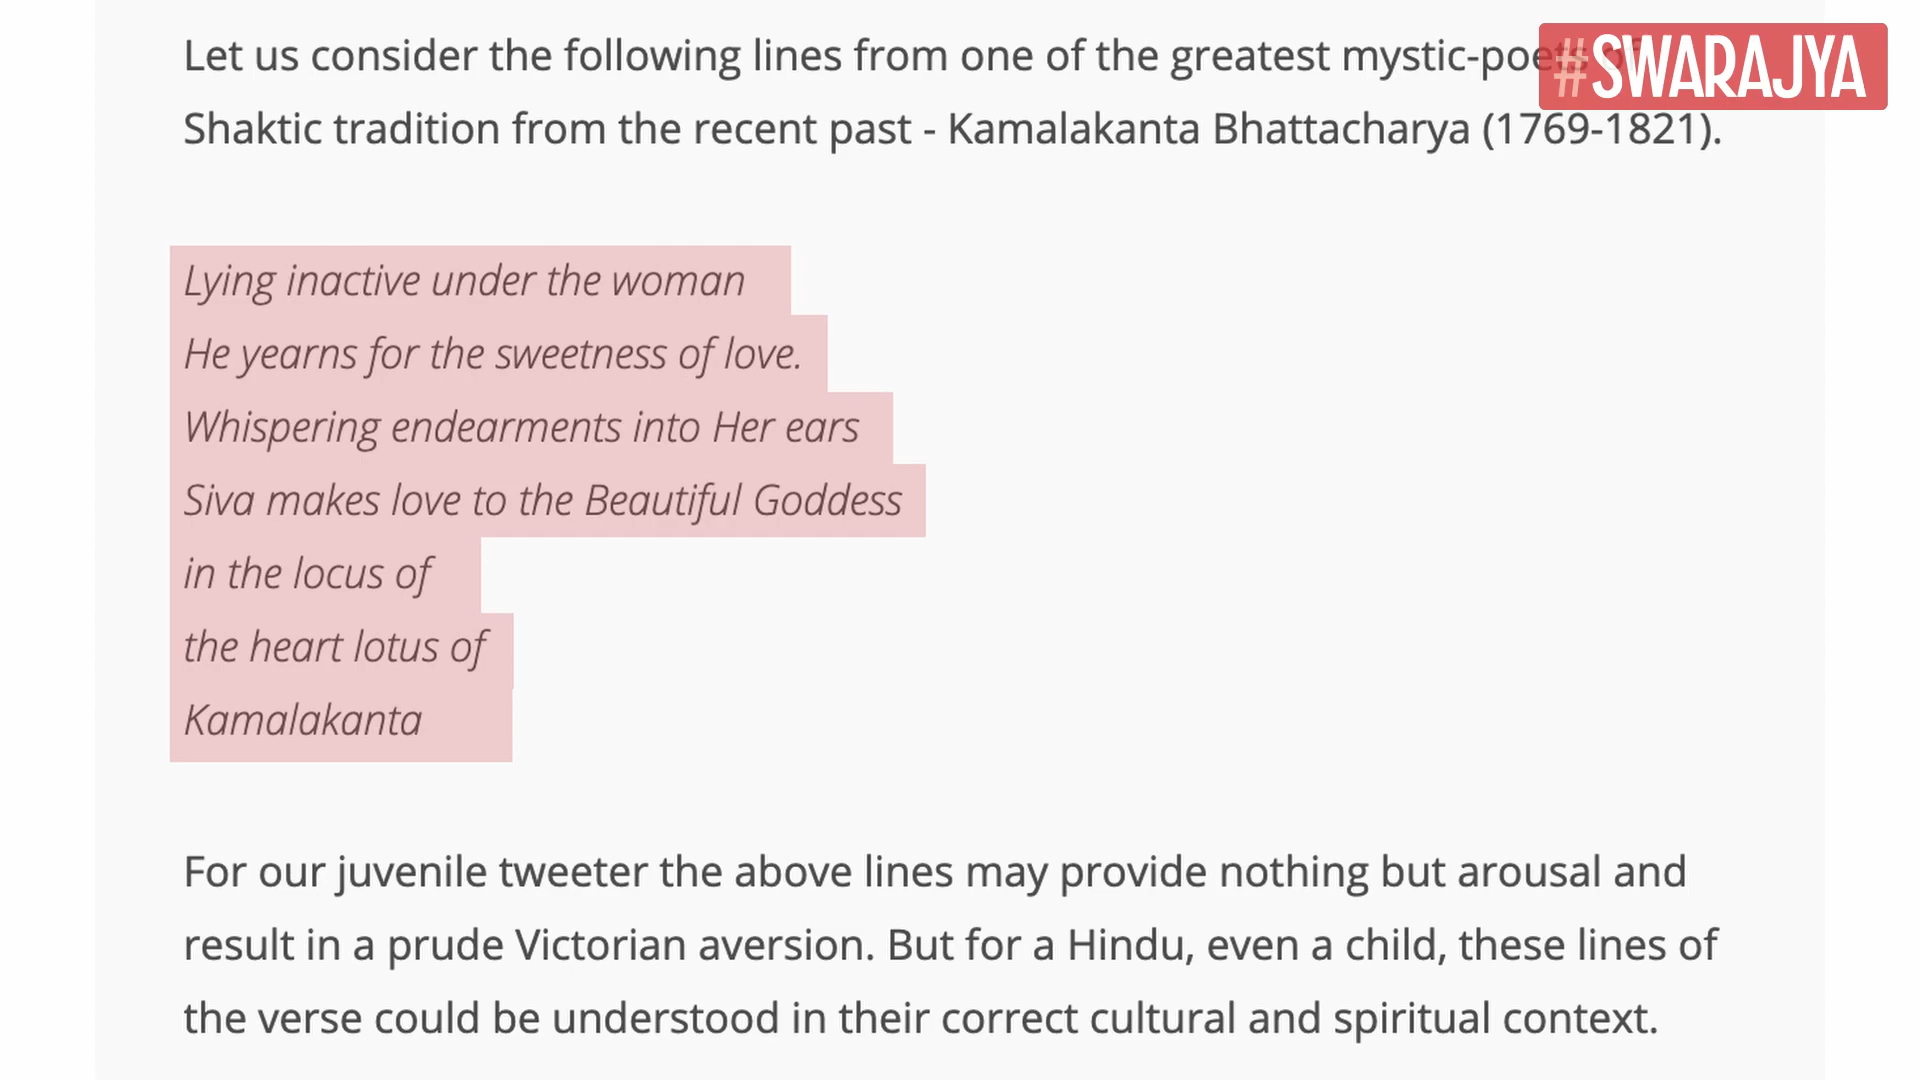 Let us consider the following lines from one of the greatest mystic-poets of
#SWARAJYA
Shaktic tradition from the recent past - Kamalakanta Bhattacharya (1769-1821).
Lying inactive under the woman
He yearns for the sweetness of love.
Whispering endearments into Her ears
Siva makes love to the Beautiful Goddess
in the locus of
the heart lotus of
Kamalakanta
For our juvenile tweeter the above lines may provide nothing but arousal and
result in a prude Victorian aversion. But for a Hindu, even a child, these lines of
the verse could be understood in their correct cultural and spiritual context.